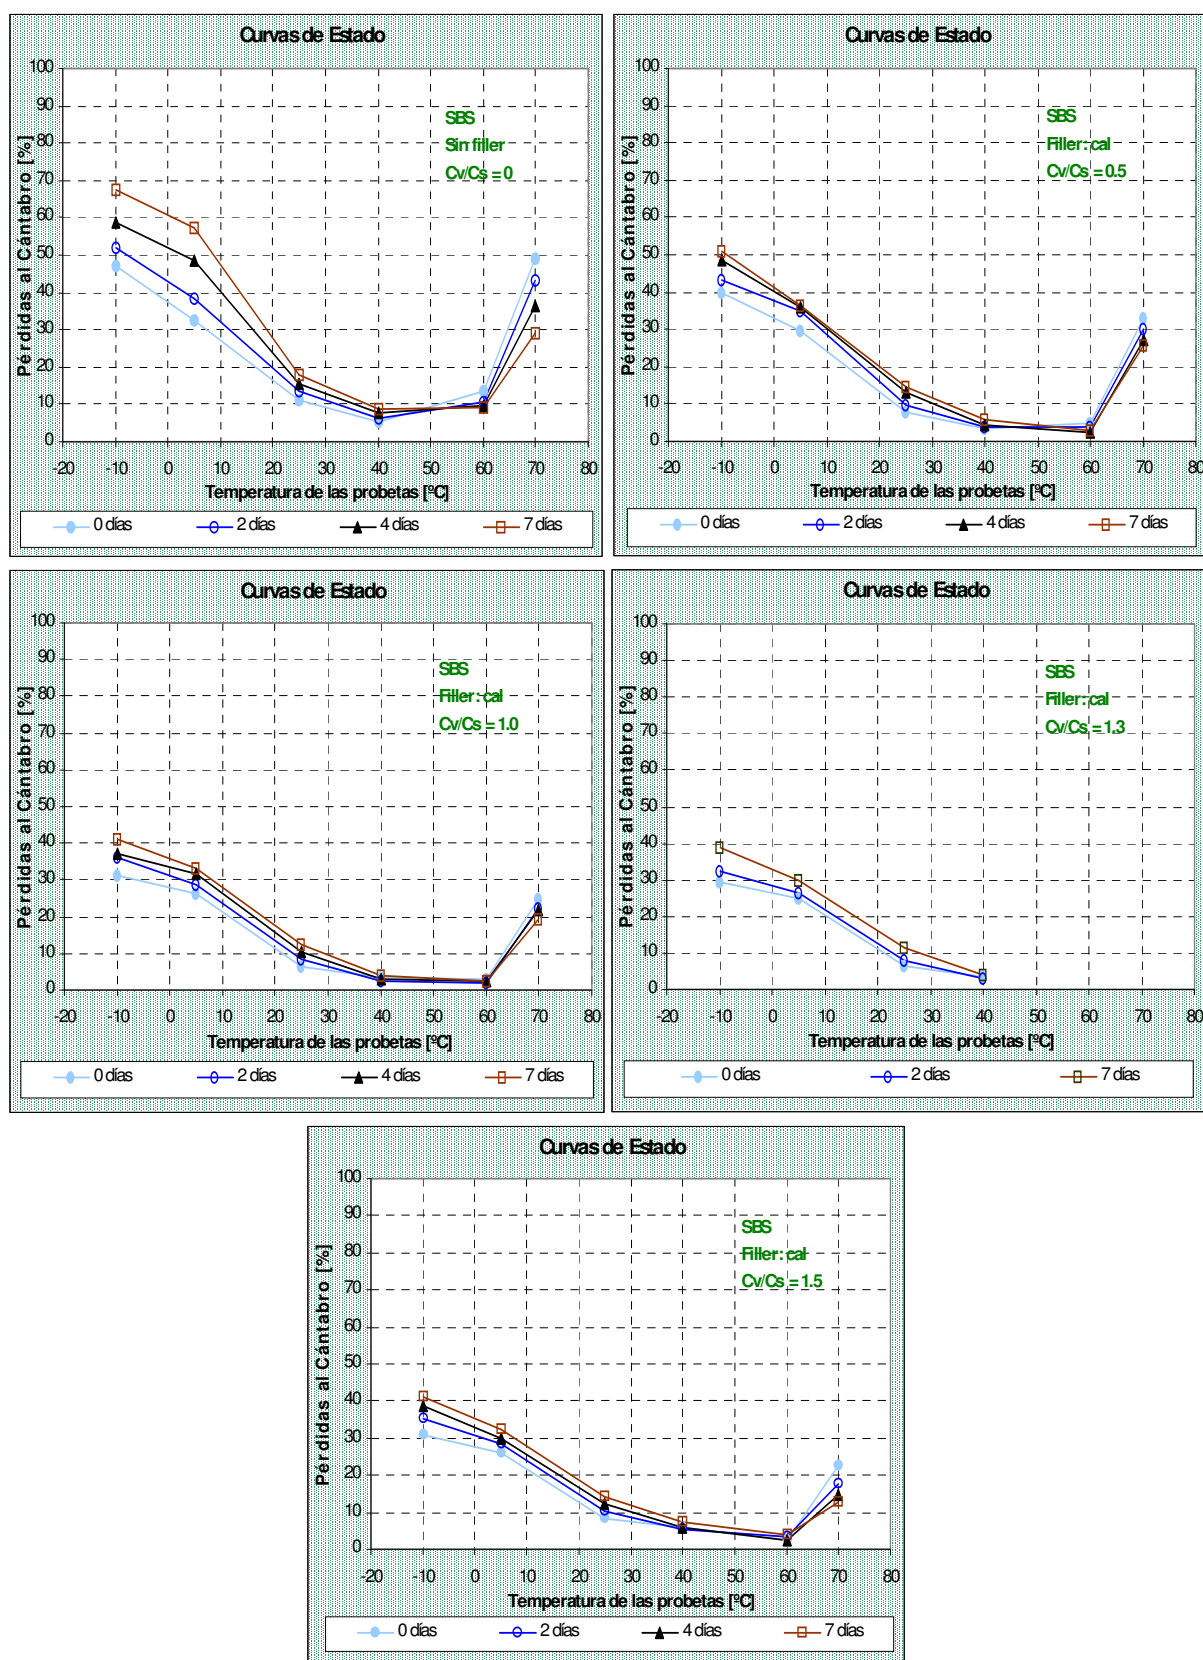 Curvas de Estado
Pérdidas al Cántabro [%]
100
90
80
70
60
50
40
30
20
10
0
SBS
Sin filler
Cv/Cs = 0
-20 -10 0 10 20 30 40 50 60 70 80
Temperatura de las probetas [ºC]
0 días 2 días 4 días 7 días
Curvas de Estado
Pérdidas al Cántabro [%]
100
90
80
70
60
50
40
30
20
10
0
SBS
Filler: cal
Cv/Cs = 0.5
-20 -10 0 10 20 30 40 50 60 70 80
Temperatura de las probetas [ºC]
0 días 2 días 4 días 7 días
Curvas de Estado
Pérdidas al Cántabro [%]
100
90
80
70
60
50
40
30
20
10
0
SBS
Filler: cal
Cv/Cs = 1.0
-20 -10 0 10 20 30 40 50 60 70 80
Temperatura de las probetas [ºC]
0 días 2 días 4 días 7 días
Curvas de Estado
Pérdidas al Cántabro [%]
100
90
80
70
60
50
40
30
20
10
0
SBS
Filler: cal
Cv/Cs = 1.3
-20 -10 0 10 20 30 40 50 60 70 80
Temperatura de las probetas [ºC]
0 días 2 días 7 días
Curvas de Estado
Pérdidas al Cántabro [%]
100
90
80
70
60
50
40
30
20
10
0
SBS
Filler: cal
Cv/Cs = 1.5
-20 -10 0 10 20 30 40 50 60 70 80
Temperatura de las probetas [ºC]
0 días 2 días 4 días 7 días